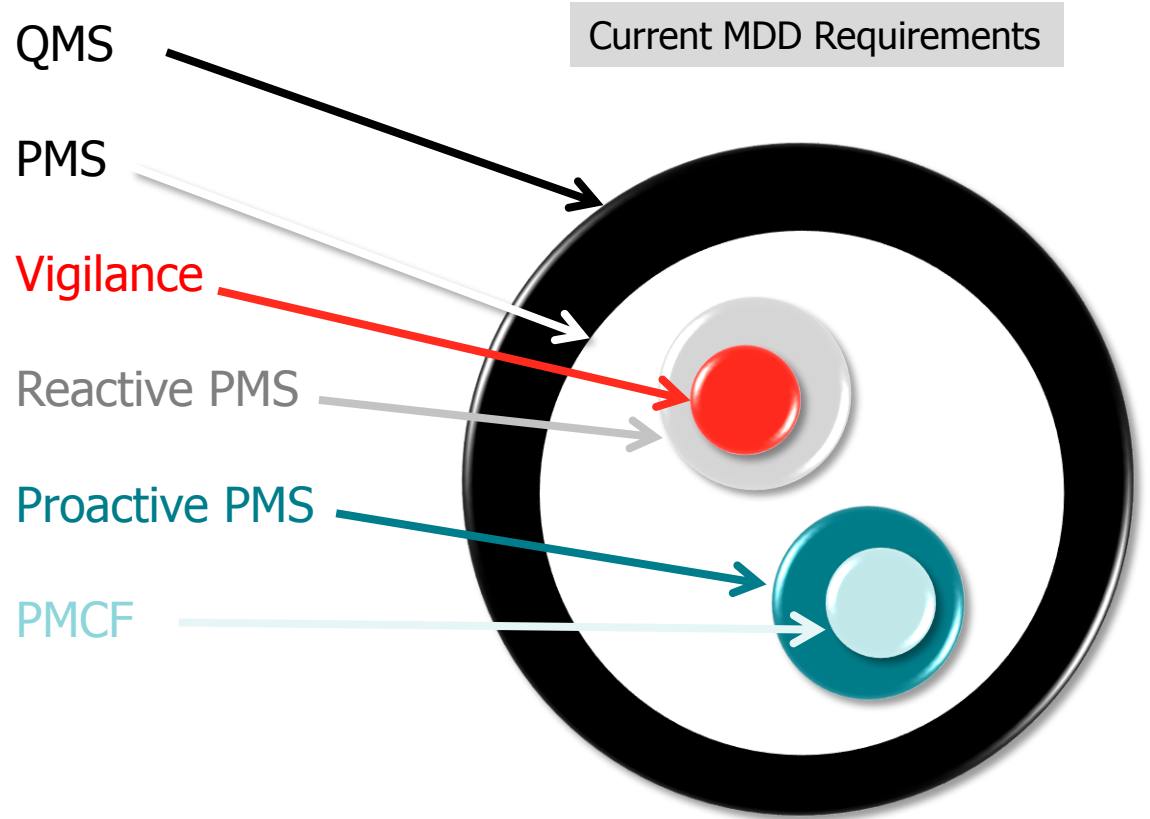 QMS
Current MDD Requirements
PMS
Vigilance
Reactive PMS
Proactive PMS
PMCF